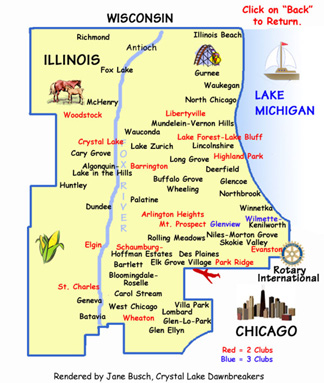 WISCONSIN
Click on "Back"
to Return.
Richmond
Illinois Beach
Antioch
ILLINOIS
Fox Lake
Gurnee
Waukegan
LAKE
MICHIGAN
McHenry
North Chicago
Woodstock
Libertyville
Mundelein-Vernon Hills
Wauconda
Lake Forest-Lake Bluff
Crystal Lake
Lake Zurich
Lincolnshire
Cary Grove
Long Grove
Highland Park
Algonquin-
Lake in the Hills
Barrington
Deerfield
Huntley
Buffalo Grove
Glencoe
Wheeling
Northbrook
FOX RIVER
Dundee
Palatine
Winnetka
Arlington Heights
Wilmette-
Kenilworth
Mt. Prospect
Glenview
Niles-Morton Grove
Rolling Meadows
Skokie Valley
Elgin
Schaumburg-
Hoffman Estates
Des Plaines
Evanston
Bartlett
Elk Grove Village
Park Ridge
Rotary
International
Bloomingdale-
Roselle
St. Charles
Carol Stream
Geneva
West Chicago
Villa Park
Lombard
Batavia
Wheaton
Glen-Lo-Park
Glen Ellyn
CHICAGO
Red = 2 Clubs
Blue = 3 Clubs
Rendered by Jane Busch, Crystal Lake Dawnbreakers